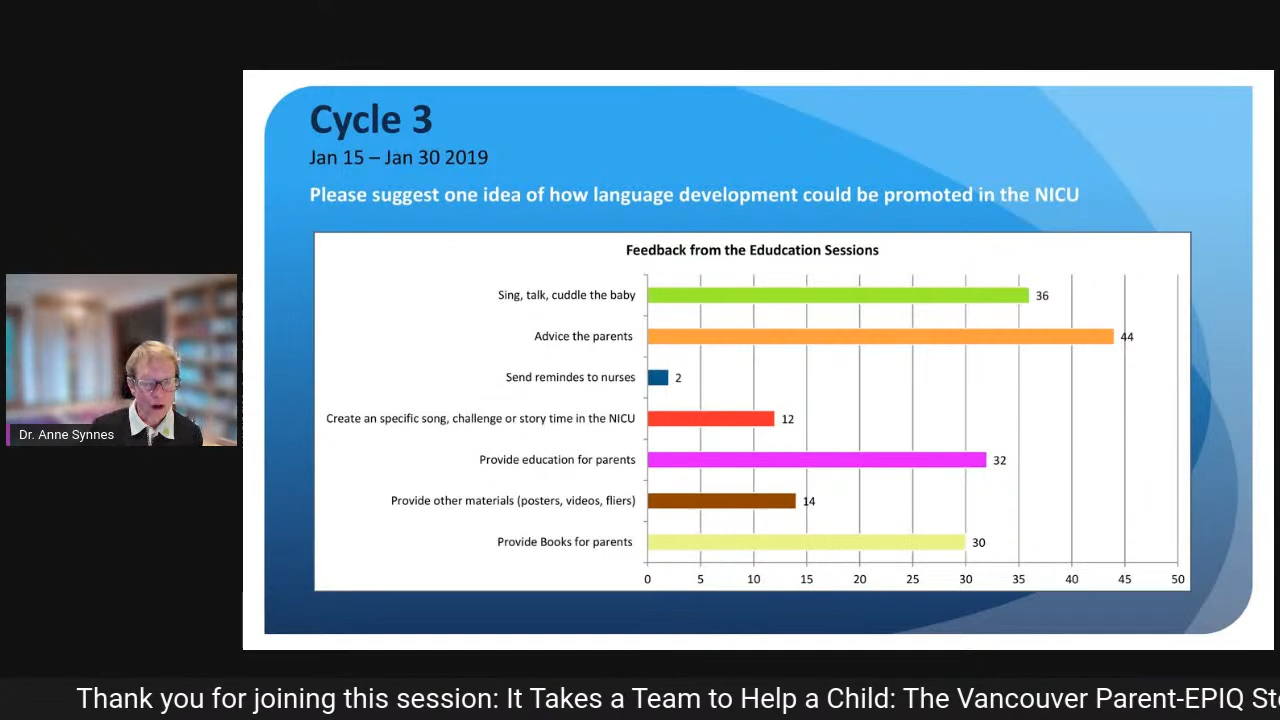 Cycle 3
Jan 15 – Jan 30 2019
Please suggest one idea of how language development could be promoted in the NICU
Feedback from the Edudcation Sessions
Sing, talk, cuddle the baby 36
Advice the parents 44
Send remindes to nurses 2
Create an specific song, challenge or story time in the NICU 12
Provide education for parents 32
Provide other materials (posters, videos, fliers) 14
Provide Books for parents 30
0 5 10 15 20 25 30 35 40 45 50
Dr. Anne Synnes
Thank you for joining this session: It Takes a Team to Help a Child: The Vancouver Parent-EPIQ